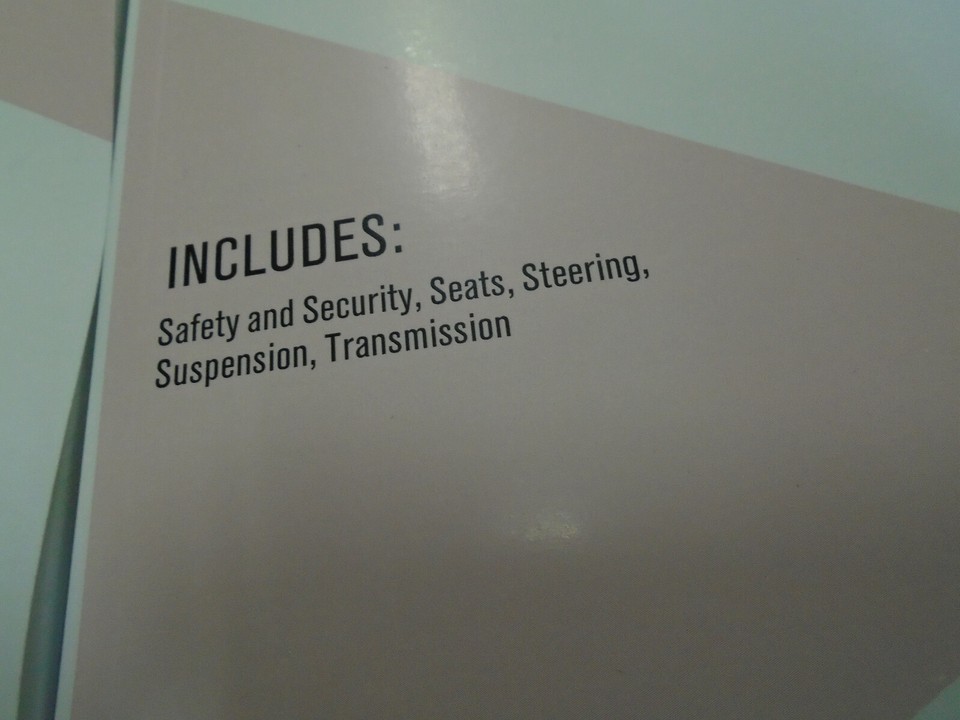 INCLUDES:
Safety and Security, Seats, Steering,
Suspension, Transmission